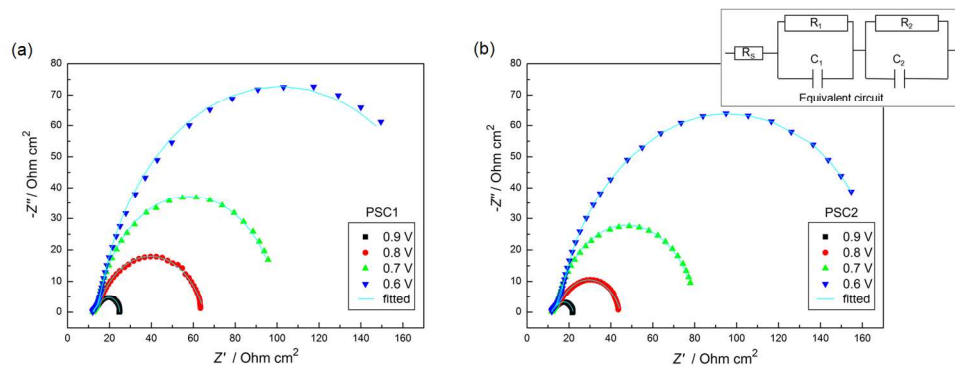 (a)
80
70
60
50
40
30
20
10
0
-Z''/ Ohm cm2
0 20 40 60 80 100 120 140 160
Z' / Ohm cm2
PSC1
0.9 V
0.8 V
0.7 V
0.6 V
fitted
(b)
80
70
60
50
40
30
20
10
0
-Z''/ Ohm cm2
0 20 40 60 80 100 120 140 160
Z' / Ohm cm2
PSC2
0.9 V
0.8 V
0.7 V
0.6 V
fitted
R1 R2
RS
C1 C2
Equivalent circuit